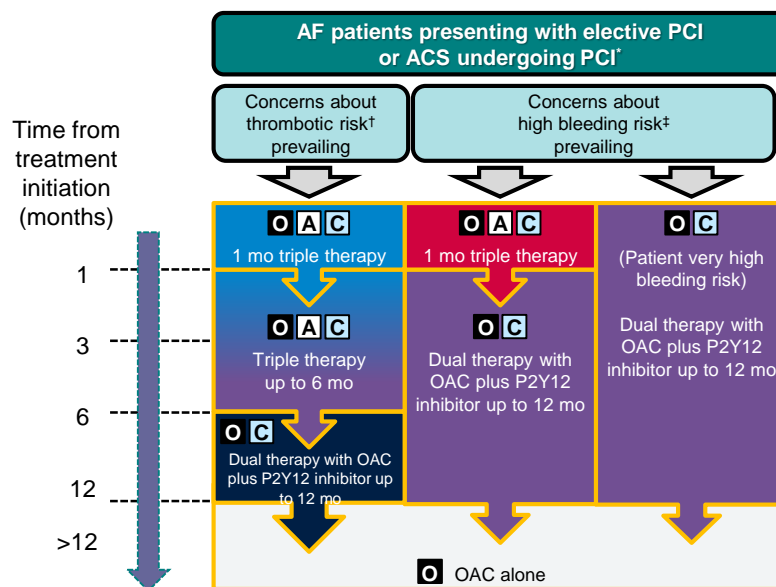 AF patients presenting with elective PCI
or ACS undergoing PCI*
Concerns about
thrombotic risk†
prevailing
Concerns about
high bleeding risk‡
prevailing
Time from
treatment
initiation
(months)
O A C
1 mo triple therapy
O A C
1 mo triple therapy
O C
(Patient very high
bleeding risk)
Dual therapy with
OAC plus P2Y12
inhibitor up to 12 mo
1
O A C
Triple therapy
up to 6 mo
O C
Dual therapy with
OAC plus P2Y12
inhibitor up to 12 mo
3
6
O C
Dual therapy with OAC
plus P2Y12 inhibitor up
to 12 mo
12
>12
O OAC alone